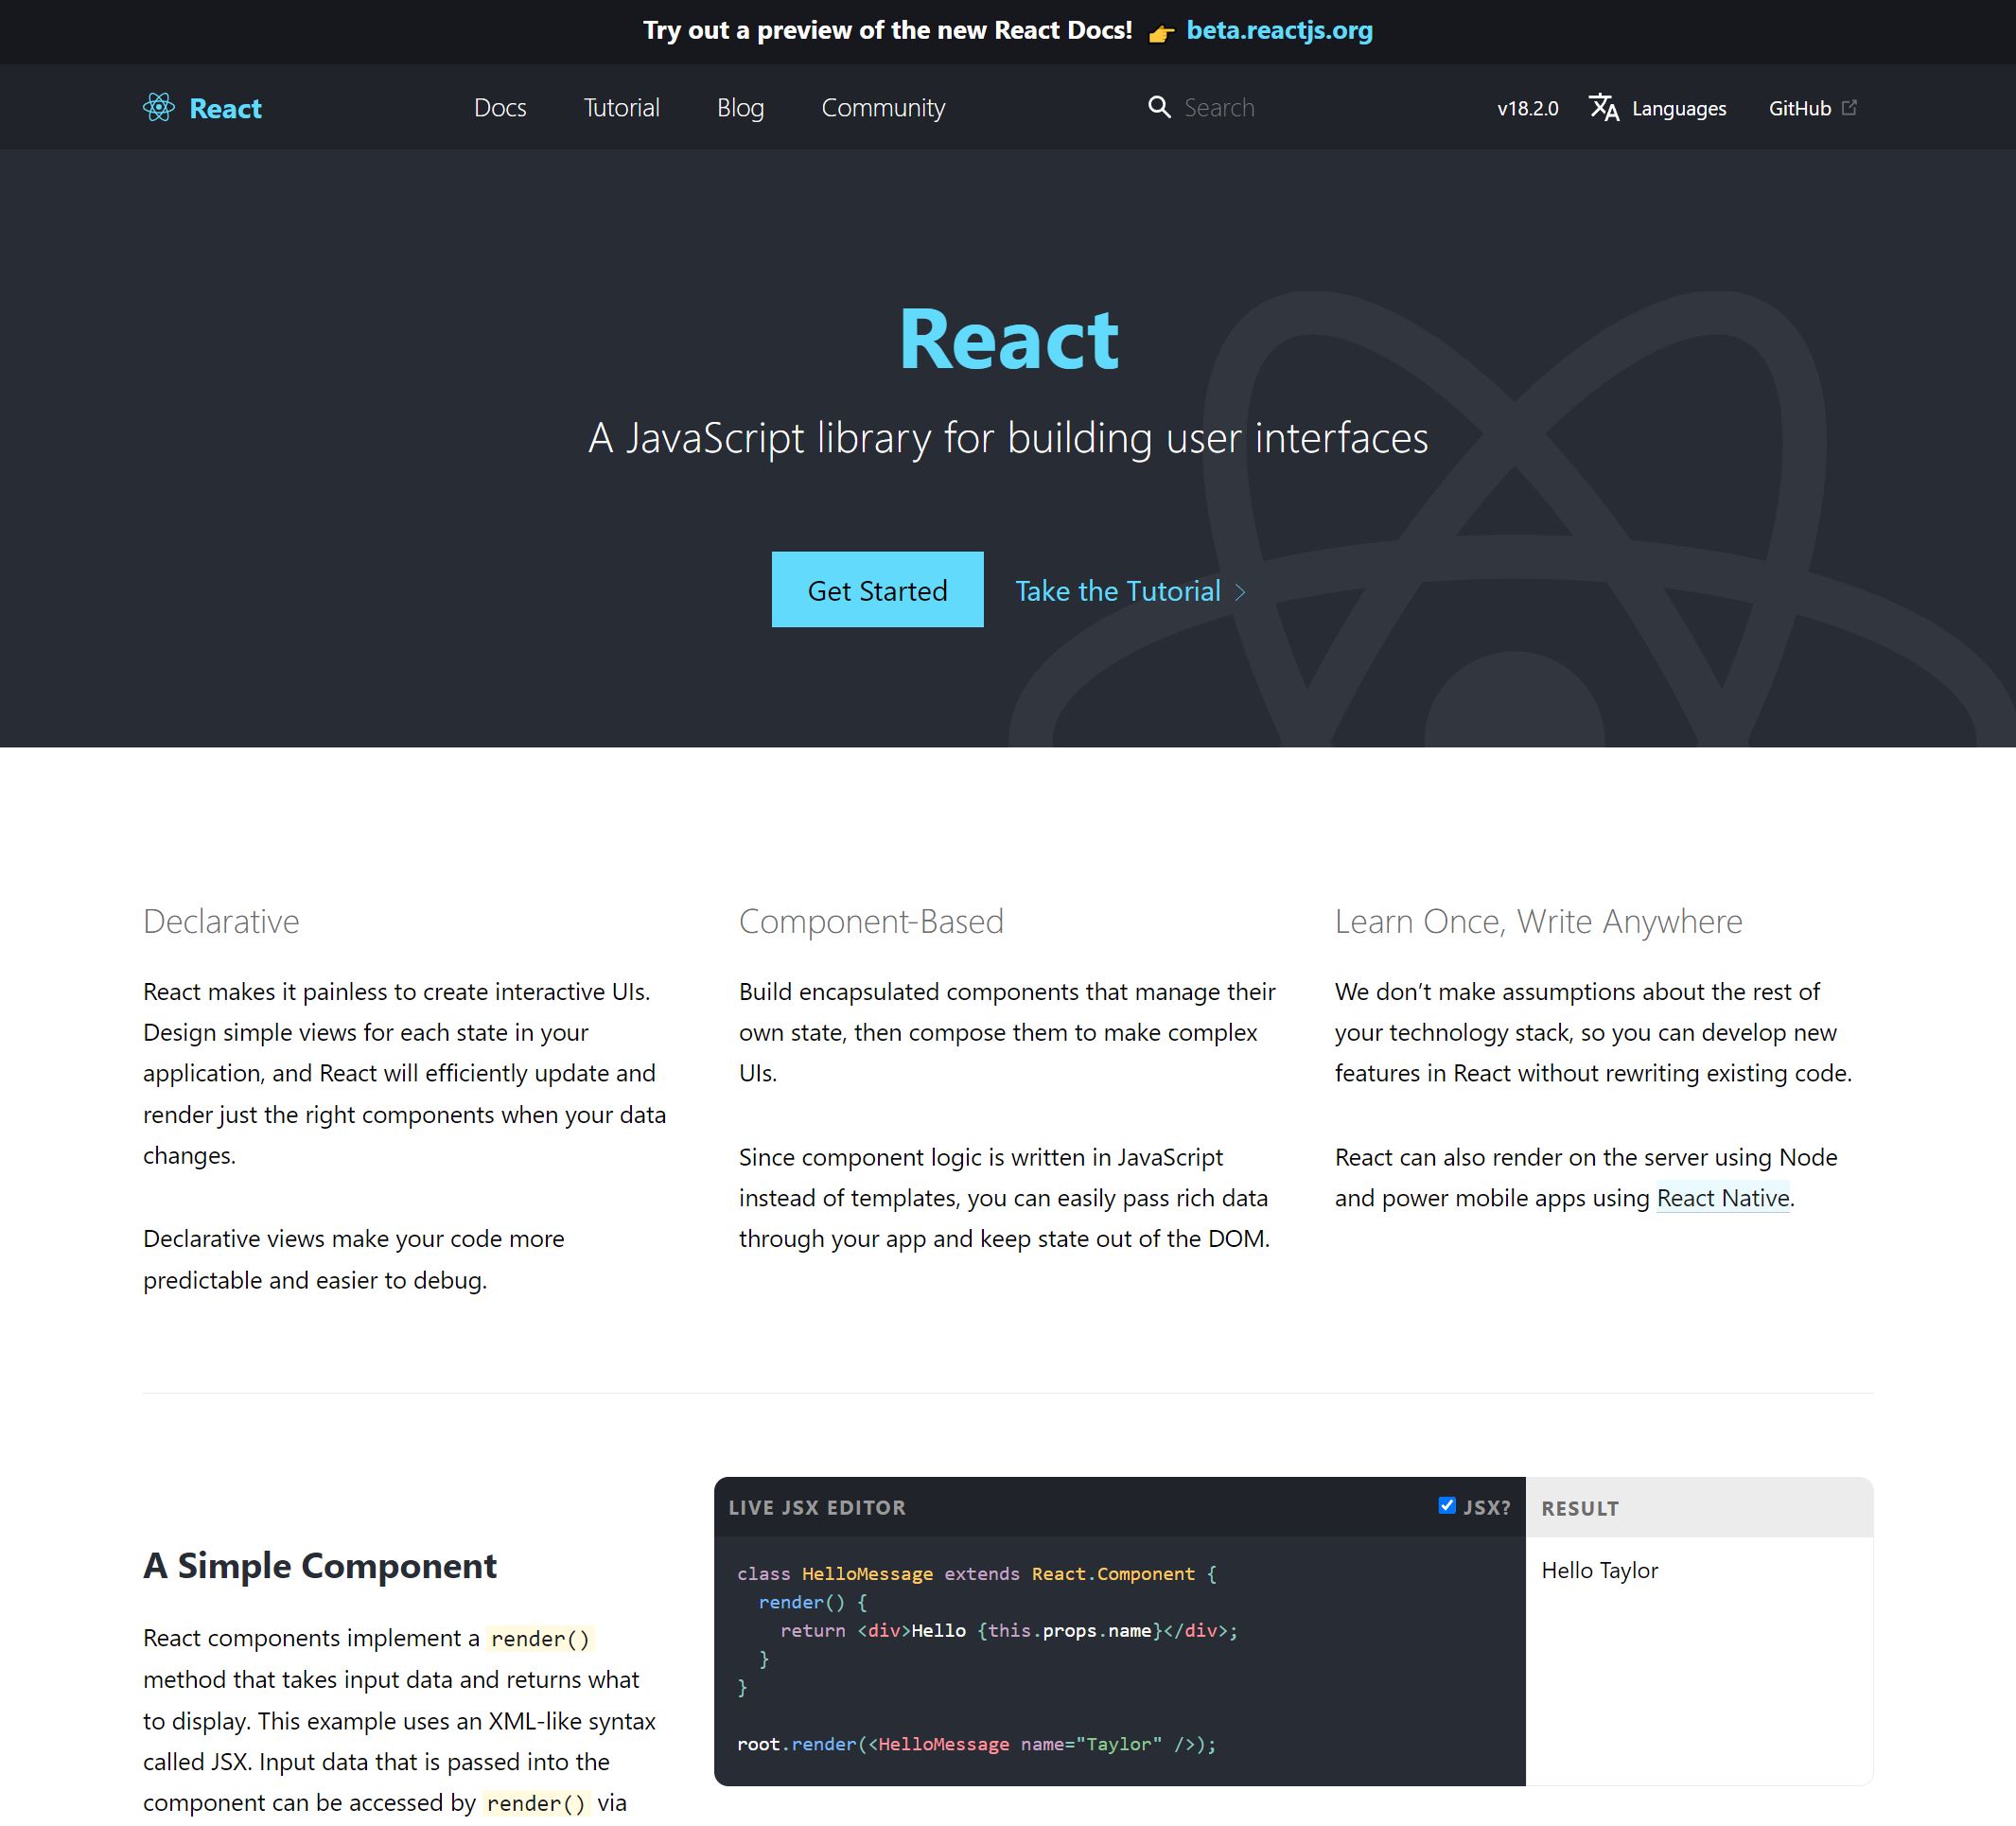 Try out a preview of the new React Docs! 👉 beta.reactjs.org
React
Docs
Tutorial
Blog
Community
Search
v18.2.0
Languages
GitHub
React
A JavaScript library for building user interfaces
Get Started
Take the Tutorial
Declarative
React makes it painless to create interactive UIs.
Design simple views for each state in your
application, and React will efficiently update and
render just the right components when your data
changes.
Declarative views make your code more
predictable and easier to debug.
Component-Based
Build encapsulated components that manage their
own state, then compose them to make complex
UIs.
Since component logic is written in JavaScript
instead of templates, you can easily pass rich data
through your app and keep state out of the DOM.
Learn Once, Write Anywhere
We don’t make assumptions about the rest of
your technology stack, so you can develop new
features in React without rewriting existing code.
React can also render on the server using Node
and power mobile apps using React Native.
A Simple Component
React components implement a render()
method that takes input data and returns what
to display. This example uses an XML-like syntax
called JSX. Input data that is passed into the
component can be accessed by render() via
LIVE JSX EDITOR
JSX?
class HelloMessage extends React.Component {
  render() {
    return <div>Hello {this.props.name}</div>;
  }
}
root.render(<HelloMessage name="Taylor" />);
RESULT
Hello Taylor